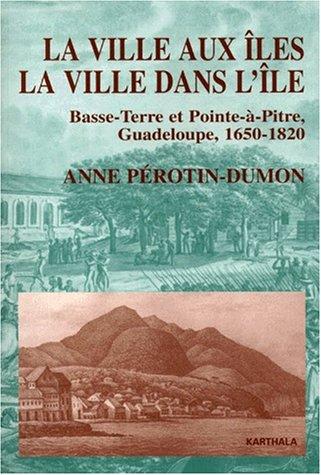 LA VILLE AUX ÎLES
LA VILLE DANS L'ÎLE
Basse-Terre et Pointe-à-Pitre,
Guadeloupe, 1650-1820
ANNE PÉROTIN-DUMON
KARTHALA